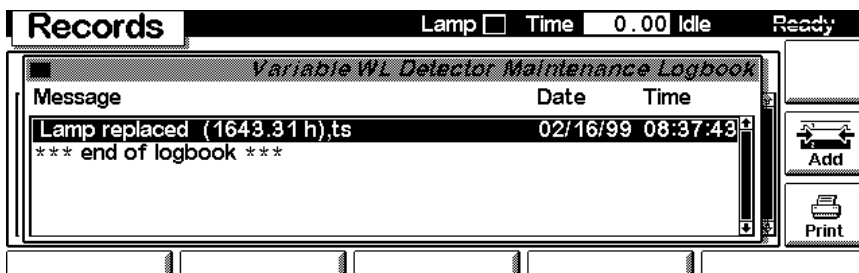 Records Lamp Time 0.00 Idle Ready
Variable WL Detector Maintenance Logbook
Message Date Time
Lamp replaced (1643.31 h),ts 02/16/99 08:37:43
*** end of logbook ***
Add
Print